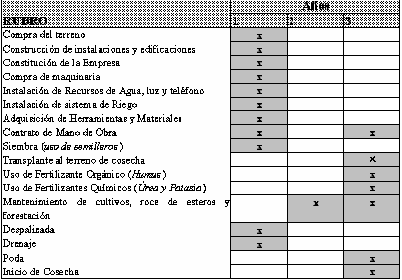 Años
RUBRO 1 2 3
Compra del terreno x
Construcción de instalaciones y edificaciones x
Constitución de la Empresa x
Compra de maquinaria x
Instalación de Recursos de Agua, luz y teléfono x
Instalación de sistema de Riego x
Adquisición de Herramientas y Materiales x
Contrato de Mano de Obra x x
Siembra (uso de semilleros) x
Transplante al terreno de cosecha x
Uso de Fertilizante Orgánico (Humus) x
Uso de Fertilizantes Químicos (Úrea y Potasio) x
Mantenimiento de cultivos, roce de esteros y x x
forestación
Despalizada x
Drenaje x
Poda x
Inicio de Cosecha x